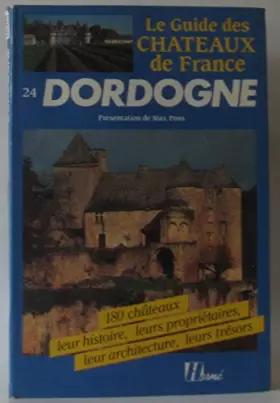 Le Guide des
CHATEAUX
de France
24 DORDOGNE
Présentation de Max Pons
180 châteaux
leur histoire, leurs propriétaires,
leur architecture, leurs trésors
Hermé